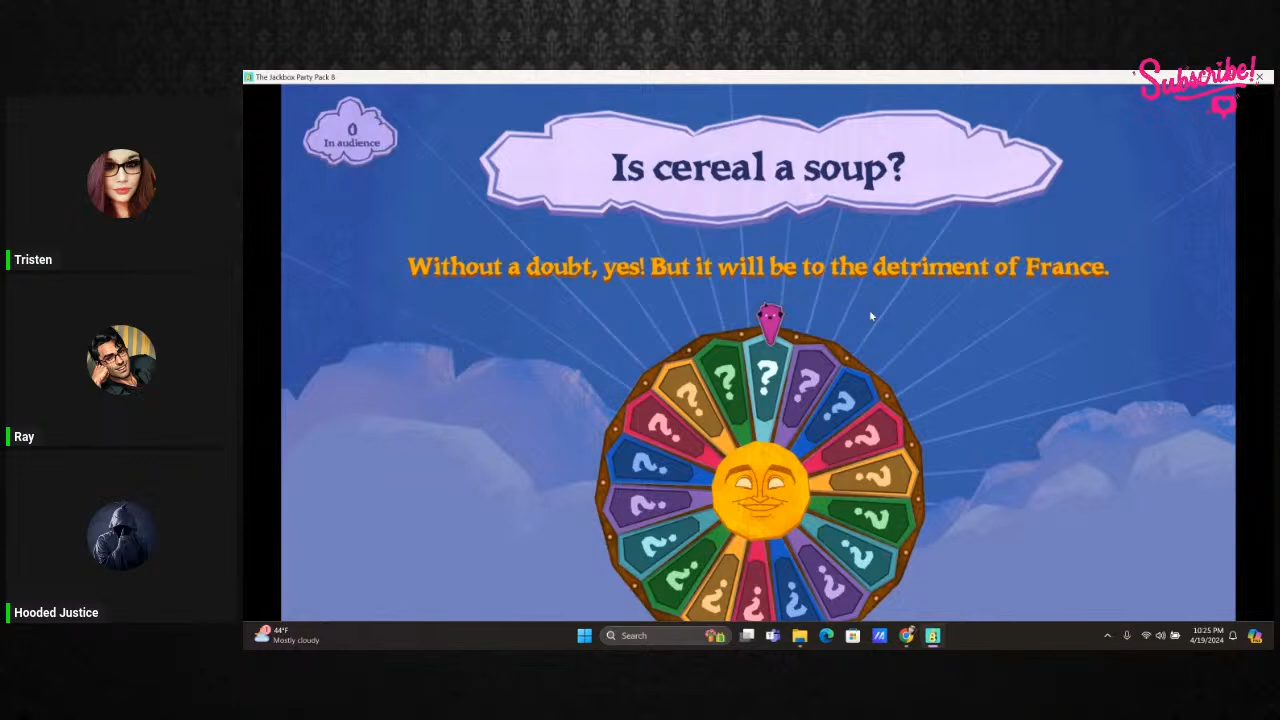 The Jackbox Party Pack 8
Subscribe!
0
In audience
Is cereal a soup?
Without a doubt, yes! But it will be to the detriment of France.
Tristen
Ray
Hooded Justice
? ? ? ? ? ? ? ? ? ? ? ? ? ? ? ? ? ?
1
44°F
Mostly cloudy
Search
10:25 PM
4/19/2024